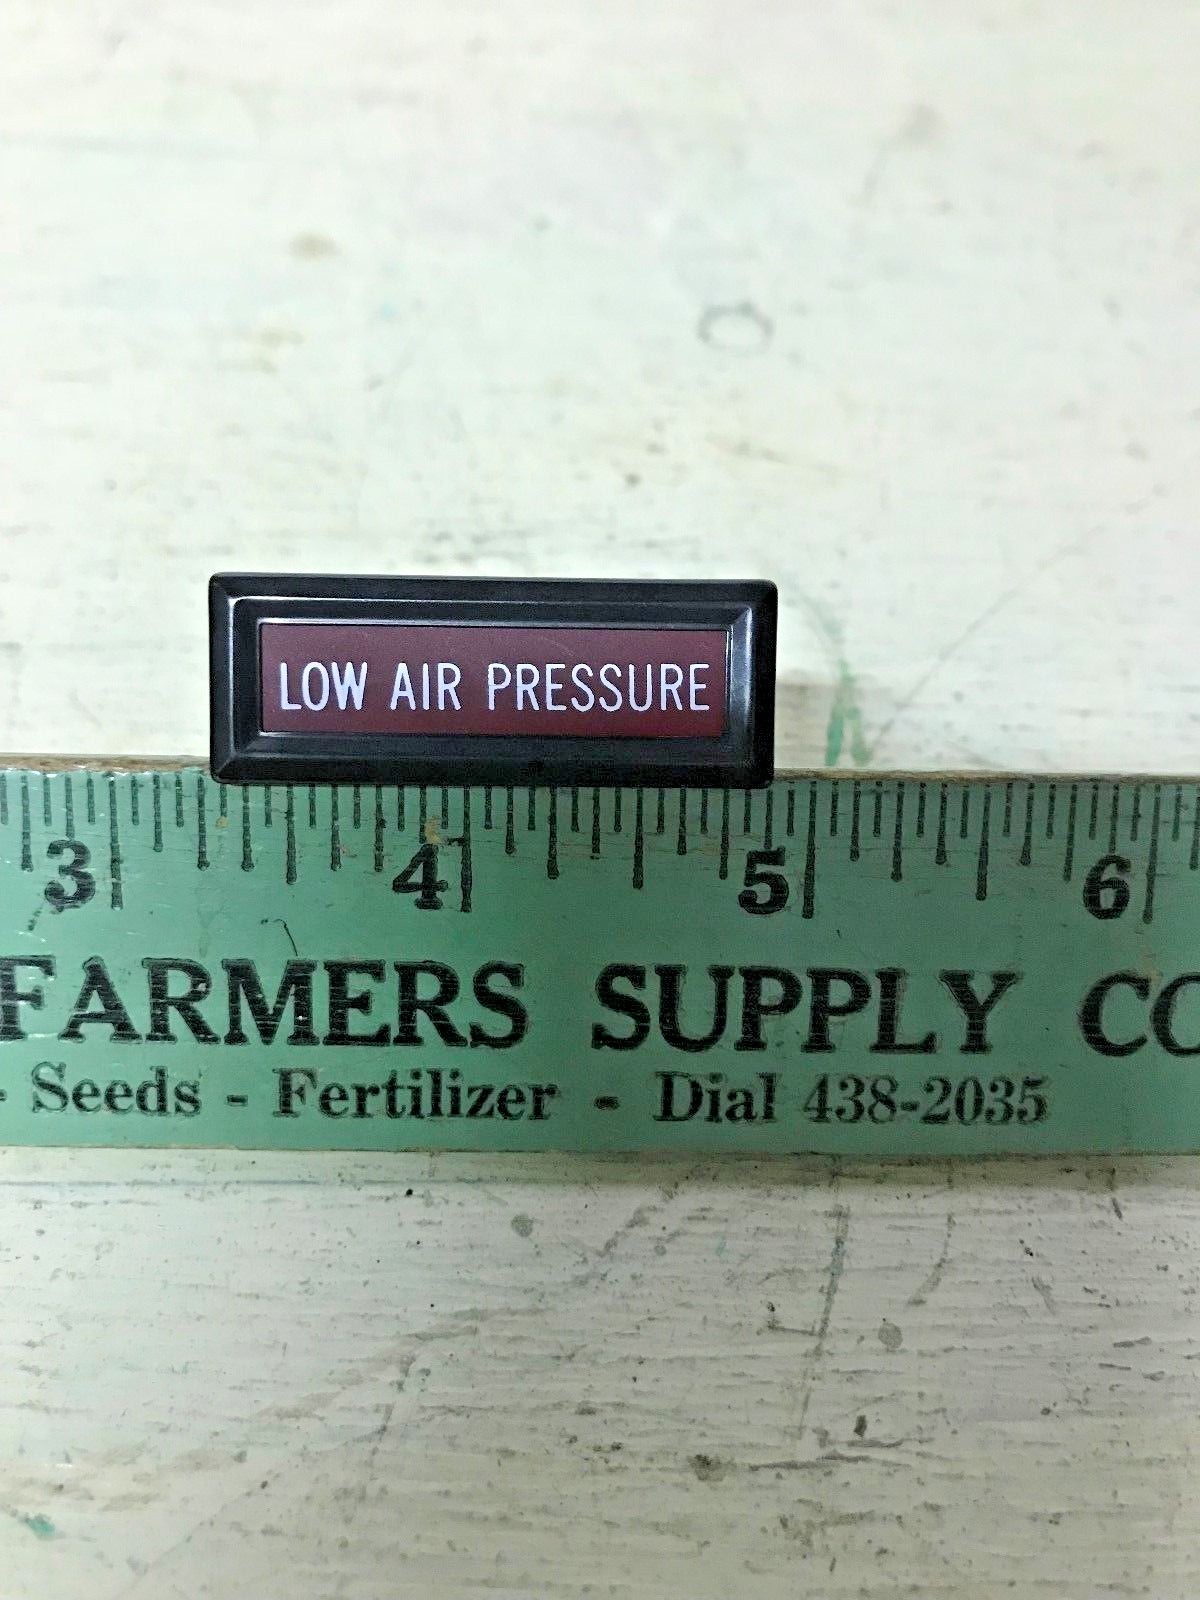 LOW AIR PRESSURE
3 4 5 6
FARMERS SUPPLY CO
- Seeds - Fertilizer - Dial 438-2035